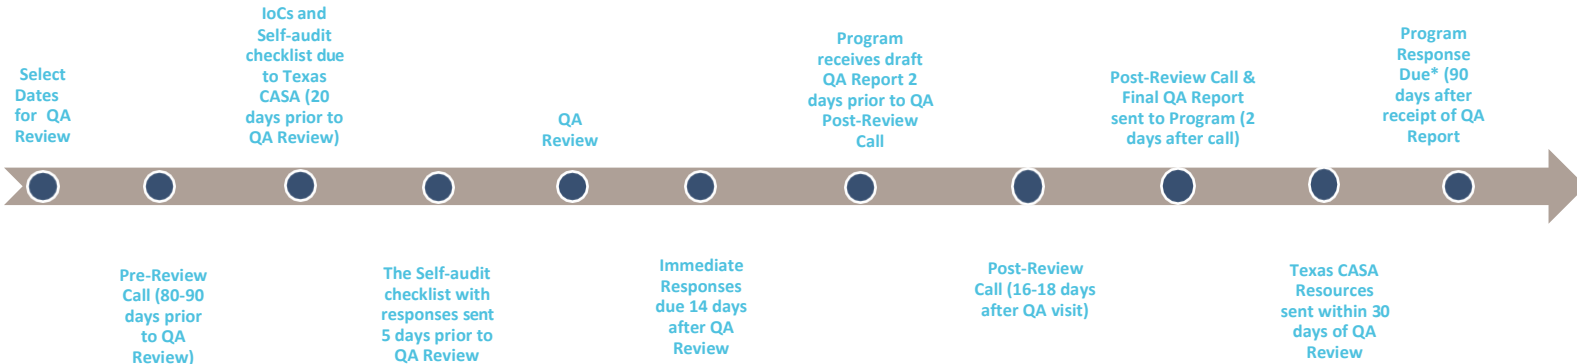 Select
Dates
for QA
Review
Pre-Review
Call (80-90
days prior
to QA
Review)
IoCs and
Self-audit
checklist due
to Texas
CASA (20
days prior to
QA Review)
The Self-audit
checklist with
responses sent
5 days prior to
QA Review
QA
Review
Immediate
Responses
due 14 days
after QA
Review
Program
receives draft
QA Report 2
days prior to QA
Post-Review
Call
Post-Review
Call (16-18 days
after QA visit)
Post-Review Call &
Final QA Report
sent to Program (2
days after call)
Texas CASA
Resources
sent within 30
days of QA
Review
Program
Response
Due* (90
days after
receipt of QA
Report